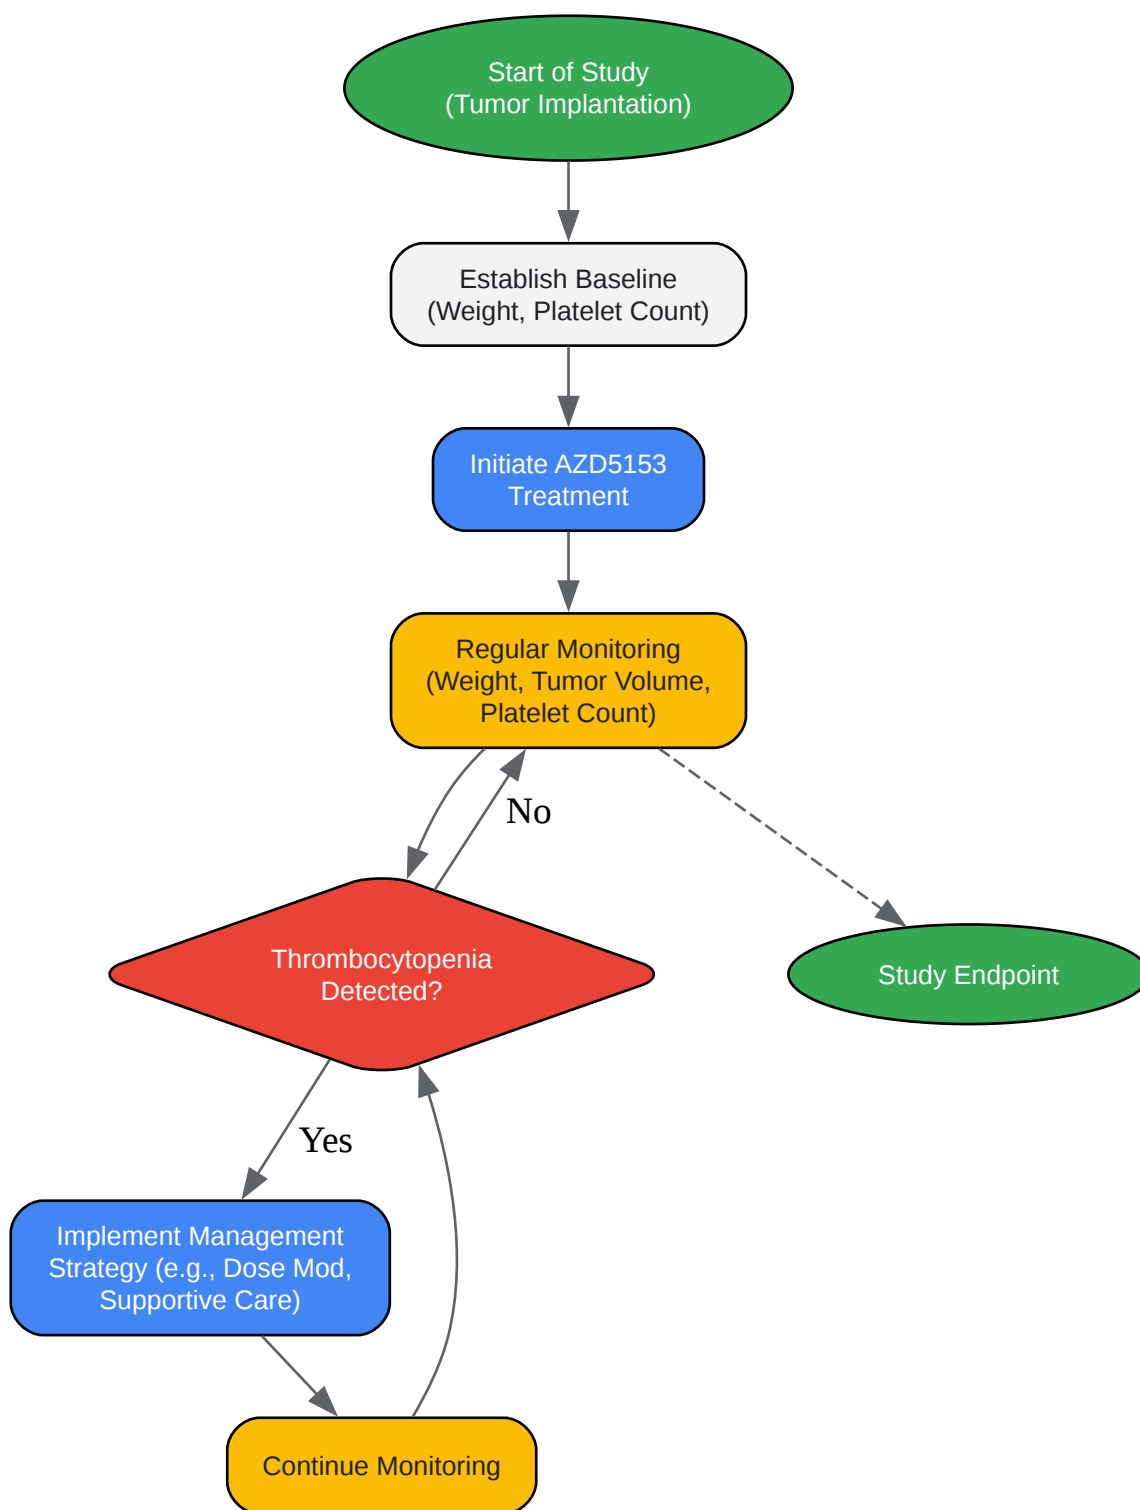 Start of Study
(Tumor Implantation)
Establish Baseline
(Weight, Platelet Count)
Initiate AZD5153
Treatment
Regular Monitoring
(Weight, Tumor Volume,
Platelet Count)
No
Thrombocytopenia
Detected?
Study Endpoint
Yes
Implement Management
Strategy (e.g., Dose Mod,
Supportive Care)
Continue Monitoring